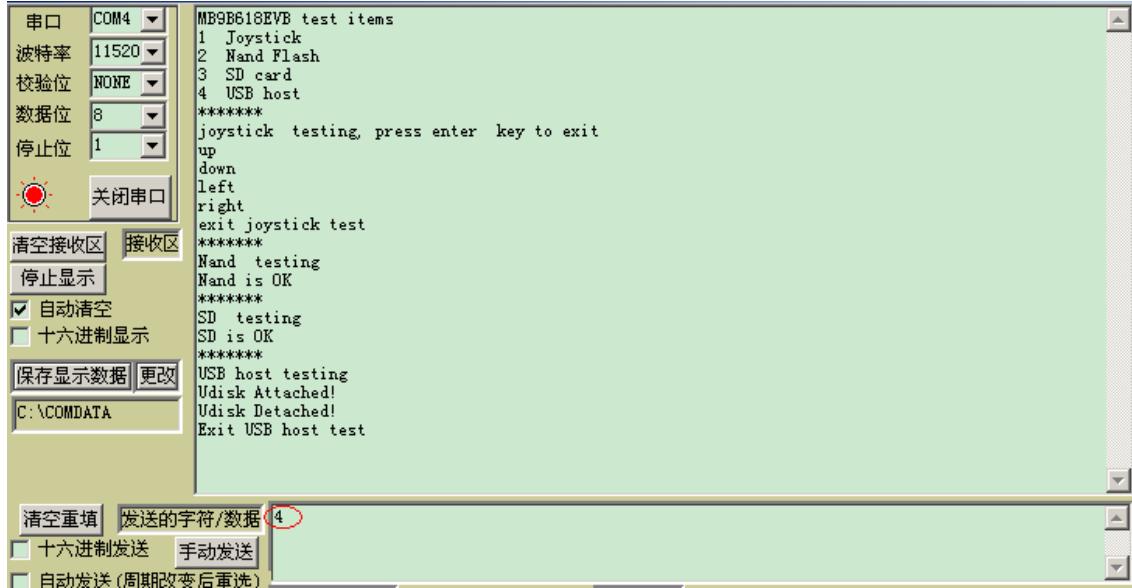 串口 COM4
波特率 11520
校验位 NONE
数据位 8
停止位 1
关闭串口
清空接收区 接收区
停止显示
自动清空
十六进制显示
保存显示数据 更改
C:\COMDATA
MB9B618EVB test items
1 Joystick
2 Nand Flash
3 SD card
4 USB host
*******
joystick testing, press enter key to exit
up
down
left
right
exit joystick test
*******
Nand testing
Nand is OK
*******
SD testing
SD is OK
*******
USB host testing
Udisk Attached!
Udisk Detached!
Exit USB host test
清空重填 发送的字符/数据 4
十六进制发送 手动发送
自动发送(周期改变后重选)